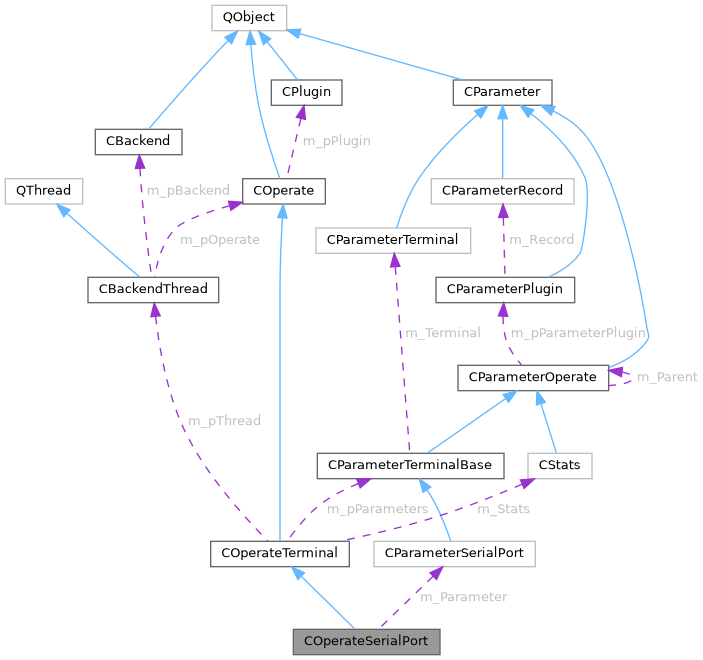 QObject
CPlugin
CParameter
CBackend
m_pPlugin
QThread
m_pBackend
COperate
CParameterRecord
m_pOperate
CParameterTerminal
m_Record
CBackendThread
CParameterPlugin
m_Terminal
m_pParameterPlugin
CParameterOperate
m_Parent
m_pThread
CParameterTerminalBase
CStats
m_pParameters
m_Stats
COperateTerminal
CParameterSerialPort
m_Parameter
COperateSerialPort